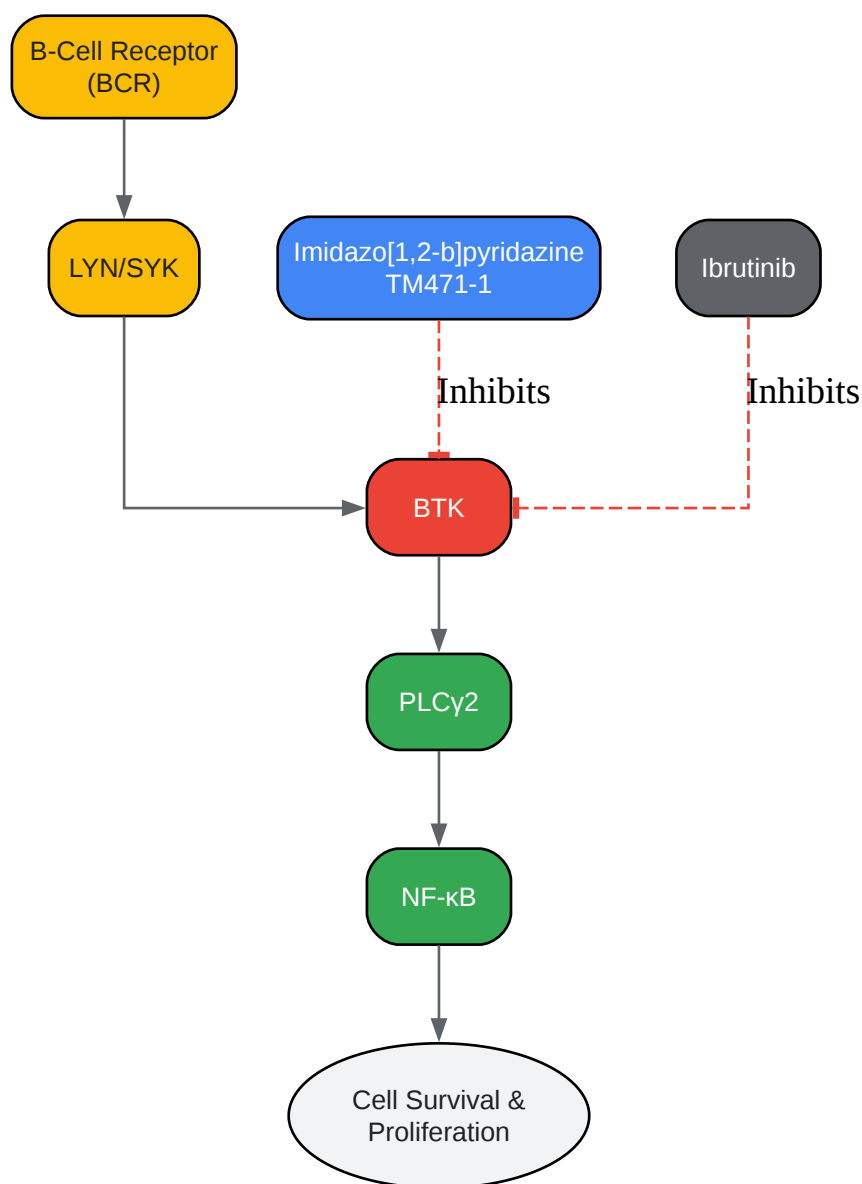 B-Cell Receptor
(BCR)
LYN/SYK
Imidazo[1,2-b]pyridazine
TM471-1
Ibrutinib
Inhibits
Inhibits
BTK
PLCγ2
NF-κB
Cell Survival &
Proliferation